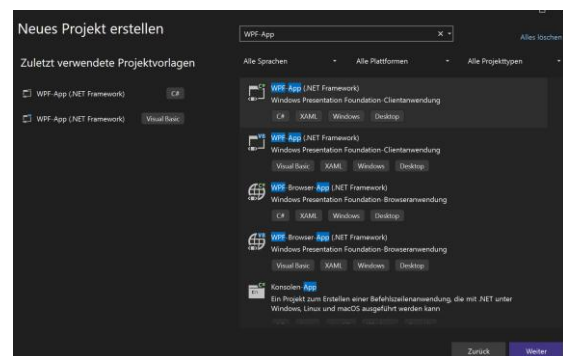 Neues Projekt erstellen
WPF-App
Alles löschen
Zuletzt verwendete Projektvorlagen
Alle Sprachen
Alle Plattformen
Alle Projekttypen
WPF-App (.NET Framework)
C#
WPF-App (.NET Framework)
Visual Basic
WPF-App (.NET Framework)
Windows Presentation Foundation-Clientanwendung
C# XAML Windows Desktop
WPF-App (.NET Framework)
Windows Presentation Foundation-Clientanwendung
Visual Basic XAML Windows Desktop
WPF-Browser-App (.NET Framework)
Windows Presentation Foundation-Browseranwendung
C# XAML Windows Desktop
WPF-Browser-App (.NET Framework)
Windows Presentation Foundation-Browseranwendung
Visual Basic XAML Windows Desktop
Konsolen-App
Ein Projekt zum Erstellen einer Befehlszeilenanwendung, die mit .NET unter
Windows, Linux und macOS ausgeführt werden kann
Zurück
Weiter